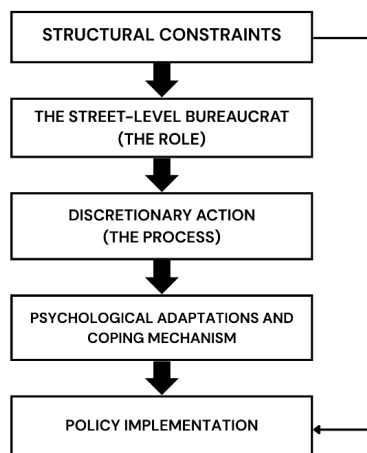 STRUCTURAL CONSTRAINTS
THE STREET-LEVEL BUREAUCRAT
(THE ROLE)
DISCRETIONARY ACTION
(THE PROCESS)
PSYCHOLOGICAL ADAPTATIONS AND
COPING MECHANISM
POLICY IMPLEMENTATION